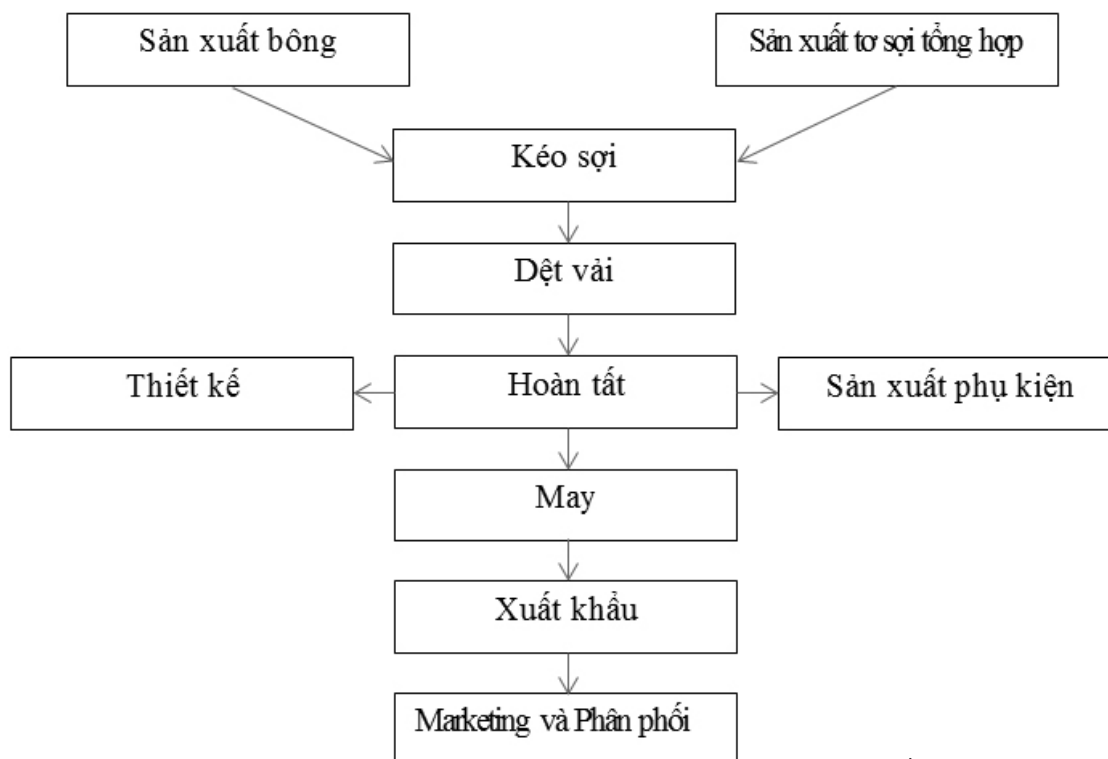 Sản xuất bông
Sản xuất tơ sợi tổng hợp
Kéo sợi
Dệt vải
Thiết kế
Hoàn tất
Sản xuất phụ kiện
May
Xuất khẩu
Marketing và Phân phối